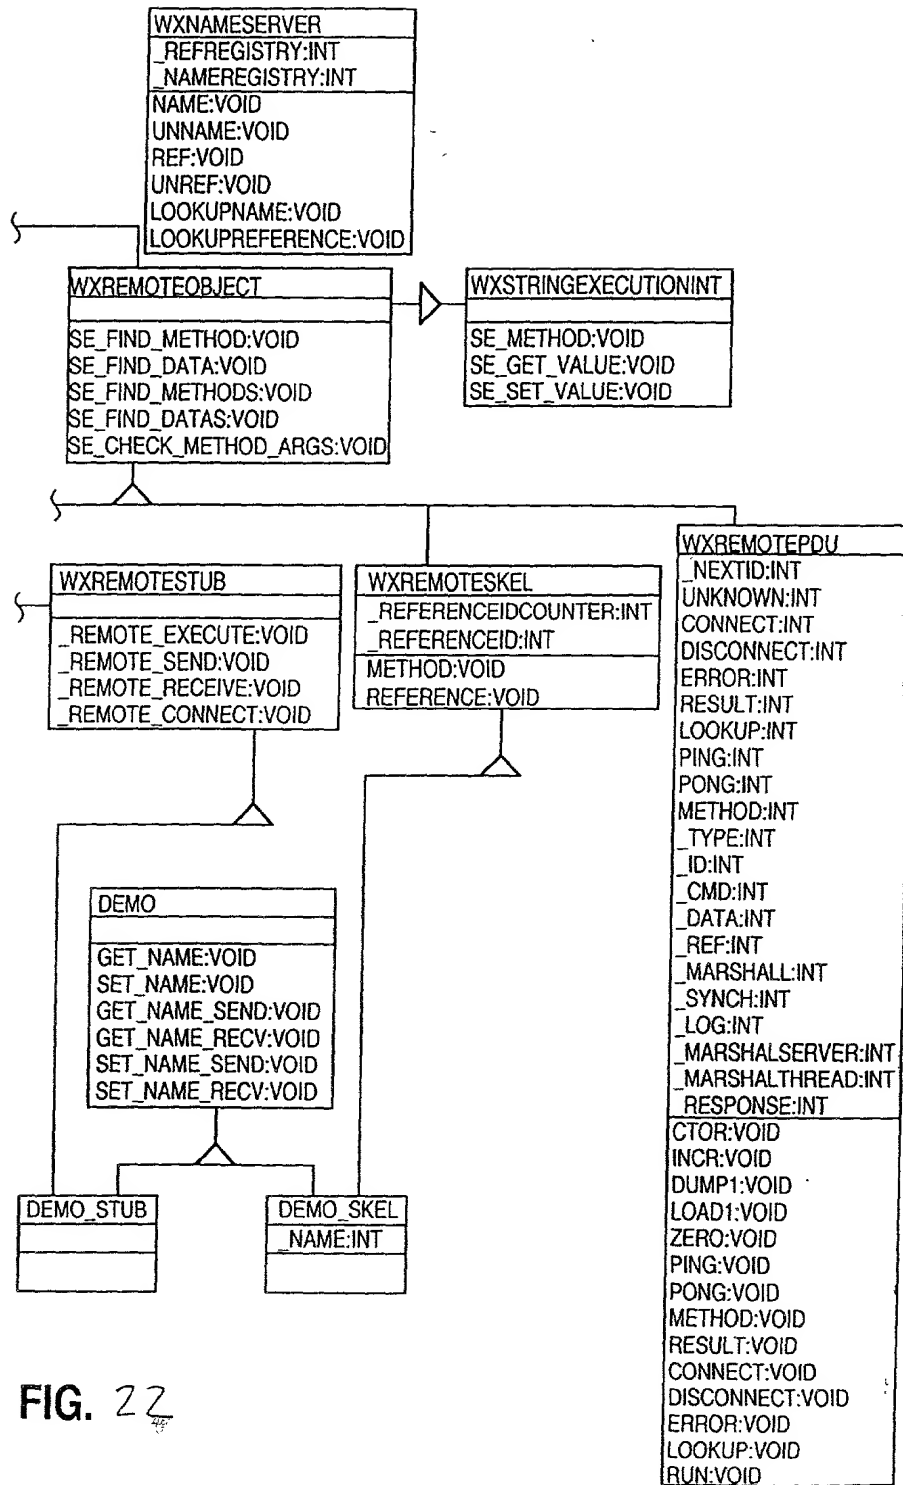 WXNAMESERVER
_REFREGISTRY:INT
_NAMEREGISTRY:INT
NAME:VOID
UNNAME:VOID
REF:VOID
UNREF:VOID
LOOKUPNAME:VOID
LOOKUPREFERENCE:VOID
WXREMOTEOBJECT
SE_FIND_METHOD:VOID
SE_FIND_DATA:VOID
SE_FIND_METHODS:VOID
SE_FIND_DATAS:VOID
SE_CHECK_METHOD_ARGS:VOID
WXSTRINGEXECUTIONINT
SE_METHOD:VOID
SE_GET_VALUE:VOID
SE_SET_VALUE:VOID
WXREMOTESTUB
_REMOTE_EXECUTE:VOID
_REMOTE_SEND:VOID
_REMOTE_RECEIVE:VOID
_REMOTE_CONNECT:VOID
WXREMOTESKEL
_REFERENCEIDCOUNTER:INT
_REFERENCEID:INT
METHOD:VOID
REFERENCE:VOID
WXREMOTEPDU
_NEXTID:INT
UNKNOWN:INT
CONNECT:INT
DISCONNECT:INT
ERROR:INT
RESULT:INT
LOOKUP:INT
PING:INT
PONG:INT
METHOD:INT
_TYPE:INT
_ID:INT
_CMD:INT
_DATA:INT
_REF:INT
_MARSHALL:INT
_SYNCH:INT
_LOG:INT
_MARSHALSERVER:INT
_MARSHALTHREAD:INT
_RESPONSE:INT
CTOR:VOID
INCR:VOID
DUMP1:VOID
LOAD1:VOID
ZERO:VOID
PING:VOID
PONG:VOID
METHOD:VOID
RESULT:VOID
CONNECT:VOID
DISCONNECT:VOID
ERROR:VOID
LOOKUP:VOID
RUN:VOID
DEMO
GET_NAME:VOID
SET_NAME:VOID
GET_NAME_SEND:VOID
GET_NAME_RECV:VOID
SET_NAME_SEND:VOID
SET_NAME_RECV:VOID
DEMO_STUB
DEMO_SKEL
_NAME:INT
FIG. 22